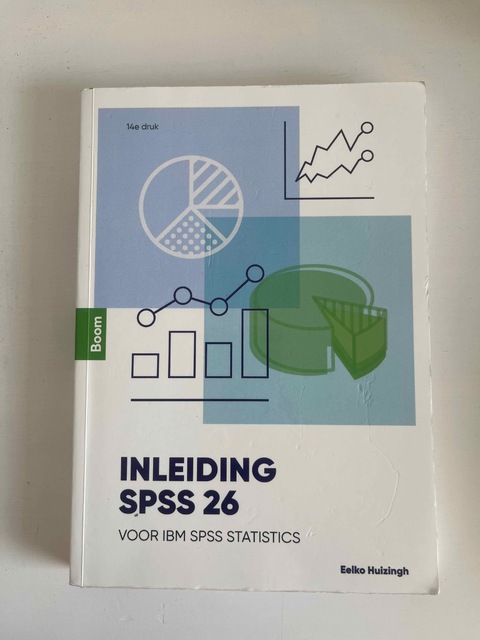 14e druk
Boom
INLEIDING
SPSS 26
VOOR IBM SPSS STATISTICS
Eelko Huizingh